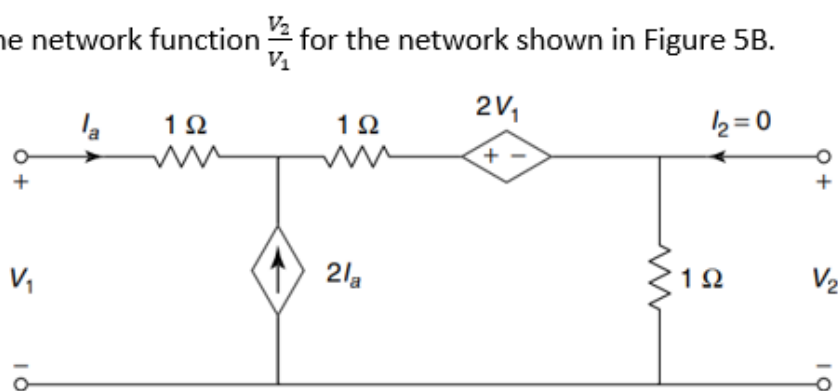 ne network function V₂/V₁ for the network shown in Figure 5B.
Iₐ 1 Ω 1 Ω 2V₁ I₂ = 0
+ + − +
V₁ 2Iₐ 1 Ω V₂
− −